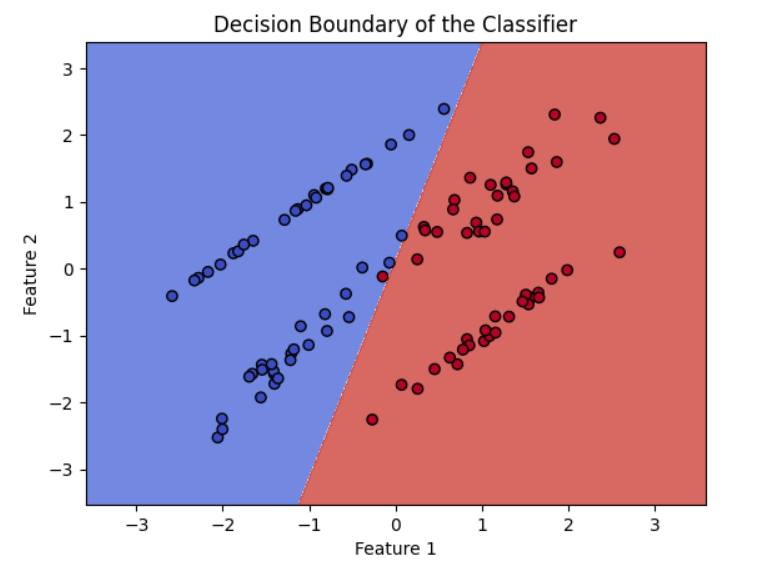 Decision Boundary of the Classifier
3
2
1
0
−1
−2
−3
Feature 2
−3 −2 −1 0 1 2 3
Feature 1